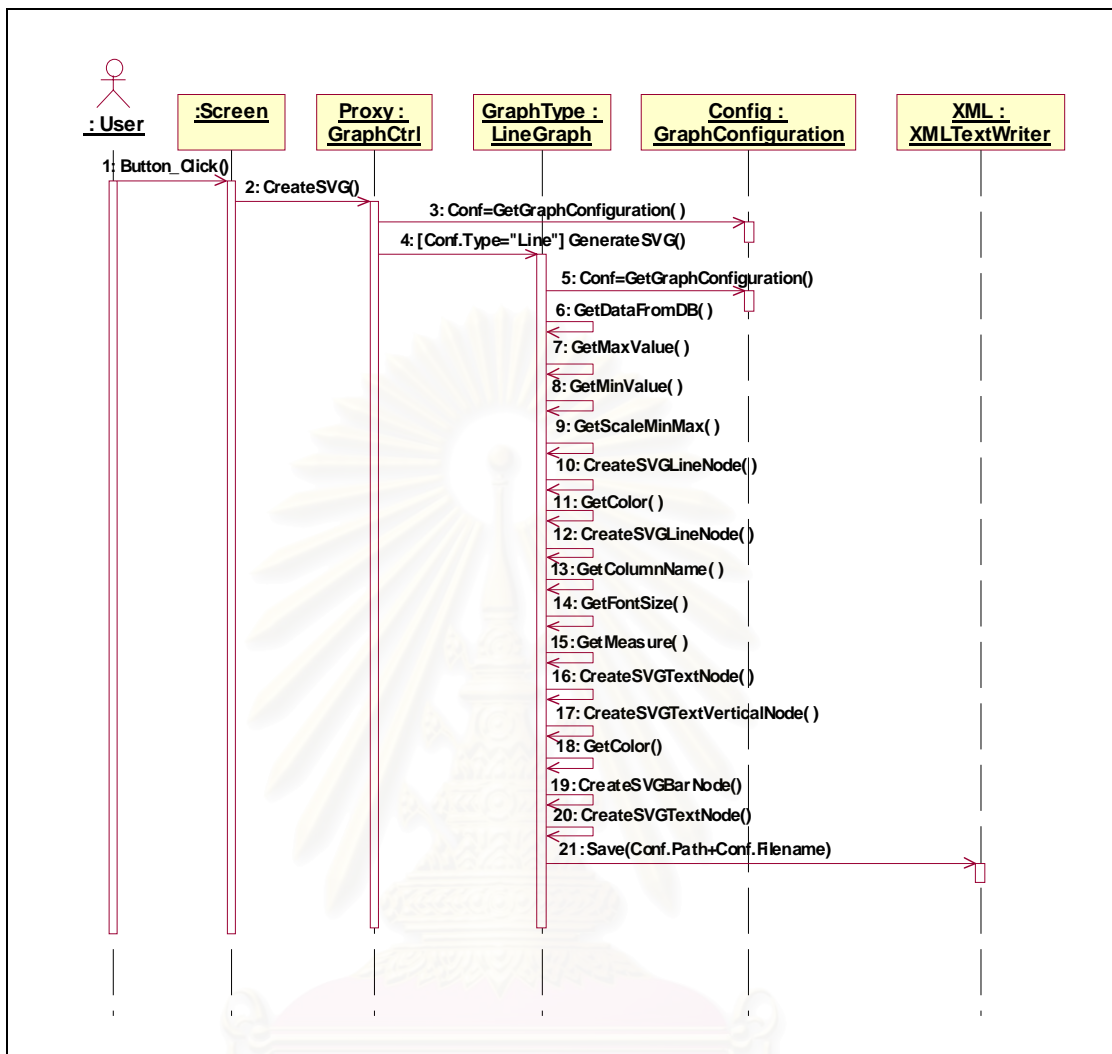 : User
:Screen
Proxy :
GraphCtrl
GraphType :
LineGraph
Config :
GraphConfiguration
XML :
XMLTextWriter
1: Button_Click()
2: CreateSVG()
3: Conf=GetGraphConfiguration( )
4: [Conf.Type="Line"] GenerateSVG()
5: Conf=GetGraphConfiguration()
6: GetDataFromDB( )
7: GetMaxValue( )
8: GetMinValue( )
9: GetScaleMinMax( )
10: CreateSVGLineNode( )
11: GetColor( )
12: CreateSVGLineNode( )
13: GetColumnName( )
14: GetFontSize( )
15: GetMeasure( )
16: CreateSVGTextNode( )
17: CreateSVGTextVerticalNode( )
18: GetColor()
19: CreateSVGBarNode()
20: CreateSVGTextNode()
21: Save(Conf.Path+Conf.Filename)